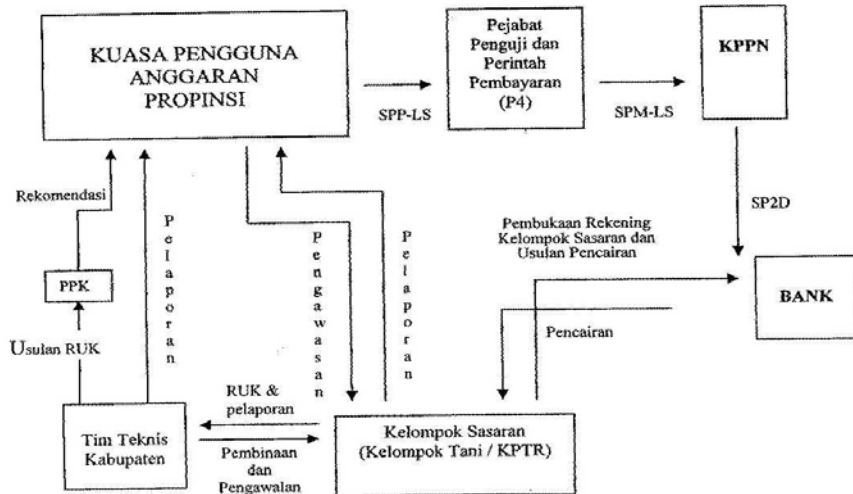 KUASA PENGGUNA
ANGGARAN
PROPINSI
SPP-LS
Pejabat
Penguji dan
Perintah
Pembayaran
(P4)
SPM-LS
KPPN
SP2D
BANK
Pembukaan Rekening
Kelompok Sasaran dan
Usulan Pencairan
Pencairan
Rekomendasi
PPK
Usulan RUK
Pelaporan
Pengawasan
Pelaporan
Tim Teknis
Kabupaten
RUK &
pelaporan
Pembinaan
dan
Pengawalan
Kelompok Sasaran
(Kelompok Tani / KPTR)